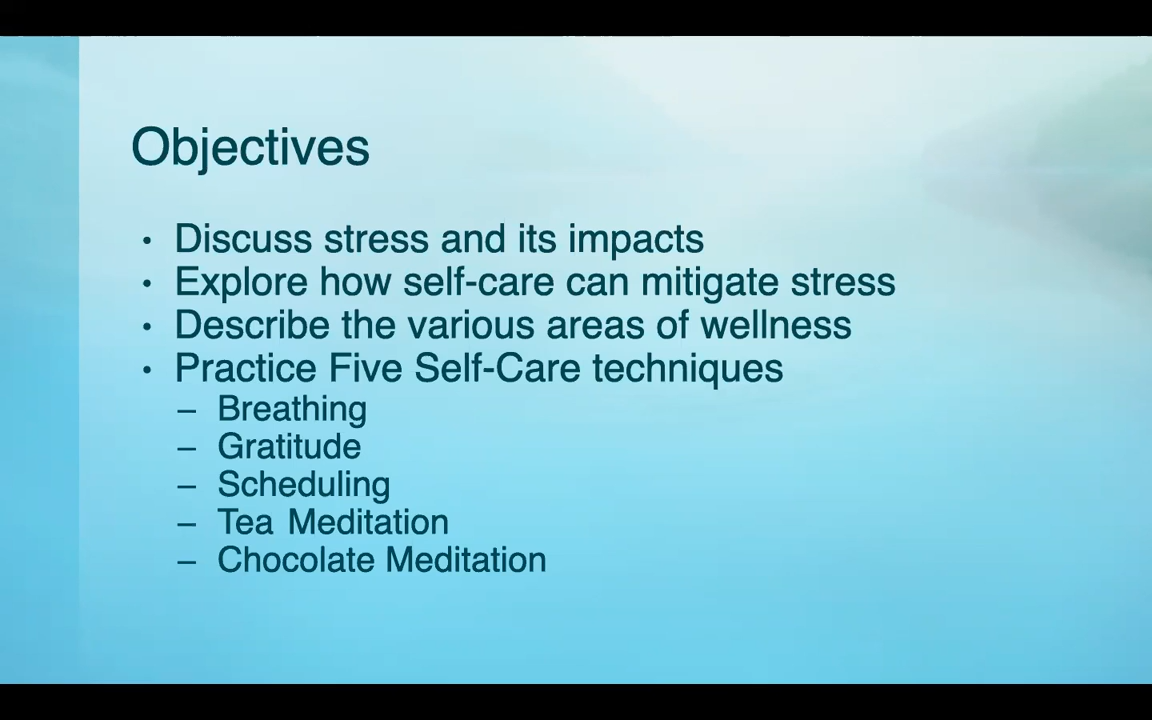 Objectives
• Discuss stress and its impacts
• Explore how self-care can mitigate stress
• Describe the various areas of wellness
• Practice Five Self-Care techniques
– Breathing
– Gratitude
– Scheduling
– Tea Meditation
– Chocolate Meditation